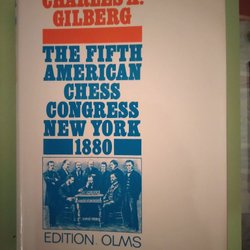 CHARLES A.
GILBERG
THE FIFTH
AMERICAN
CHESS
CONGRESS
NEW YORK
1880
EDITION OLMS